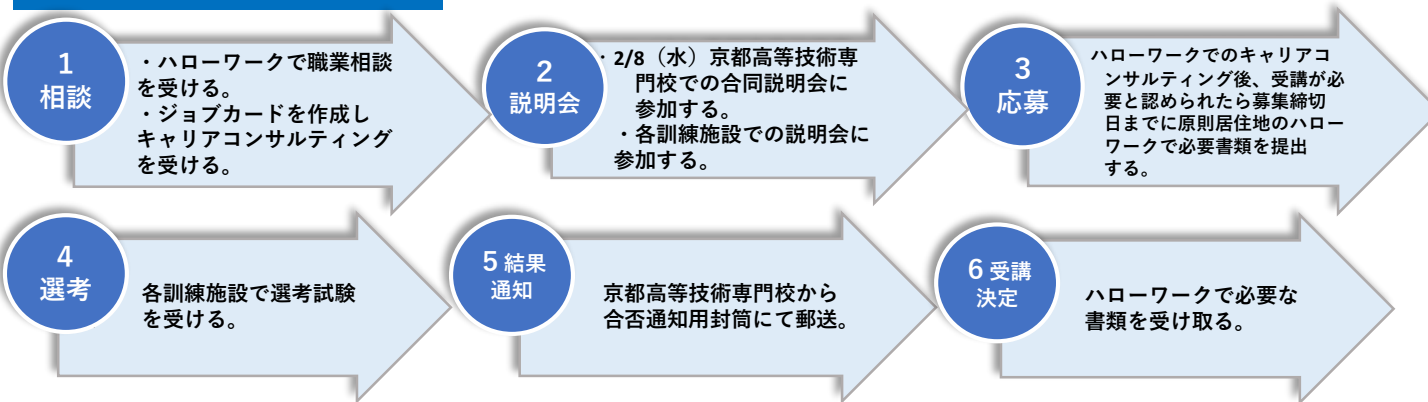 1
相談
・ハローワークで職業相談
を受ける。
・ジョブカードを作成し
キャリアコンサルティング
を受ける。
2
説明会
・2/8（水）京都高等技術専
門校での合同説明会に
参加する。
・各訓練施設での説明会に
参加する。
3
応募
ハローワークでのキャリアコ
ンサルティング後、受講が必
要と認められたら募集締切
日までに原則居住地のハロー
ワークで必要書類を提出
する。
4
選考
各訓練施設で選考試験
を受ける。
5 結果
通知
京都高等技術専門校から
合否通知用封筒にて郵送。
6 受講
決定
ハローワークで必要な
書類を受け取る。